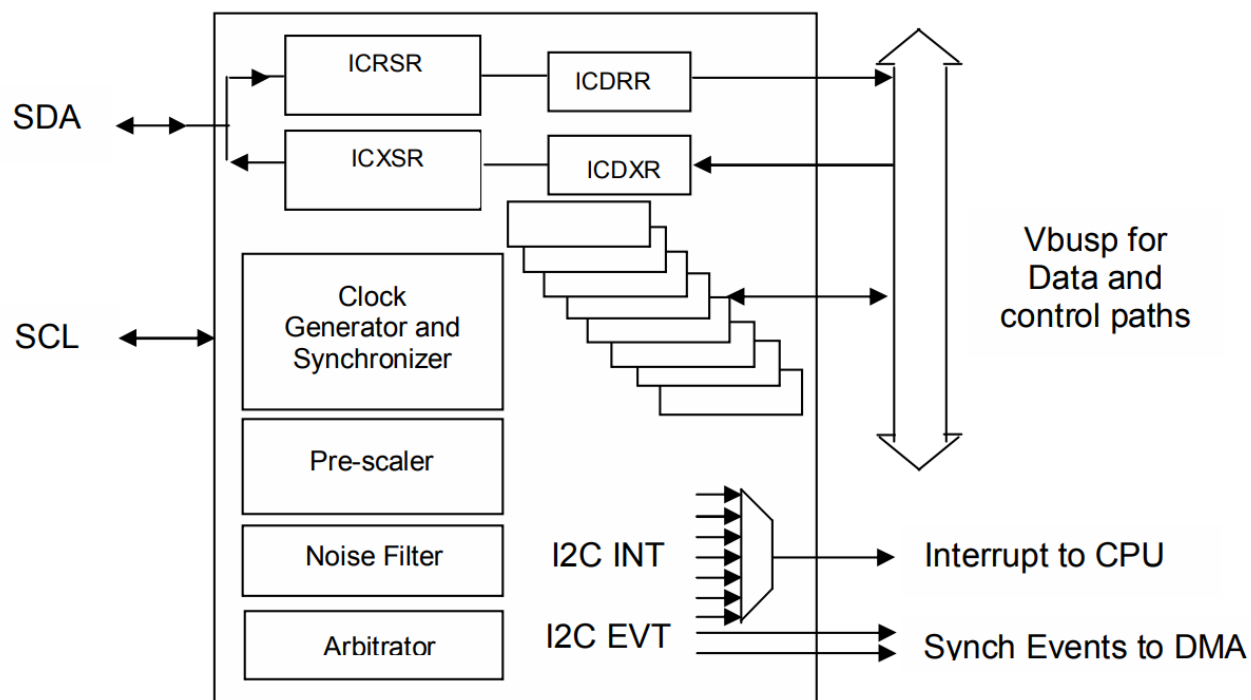 ICRSR
ICDRR
SDA
ICXSR
ICDXR
Vbusp for
Data and
control paths
Clock
Generator and
Synchronizer
SCL
Pre-scaler
Noise Filter
I2C INT
Interrupt to CPU
Arbitrator
I2C EVT
Synch Events to DMA